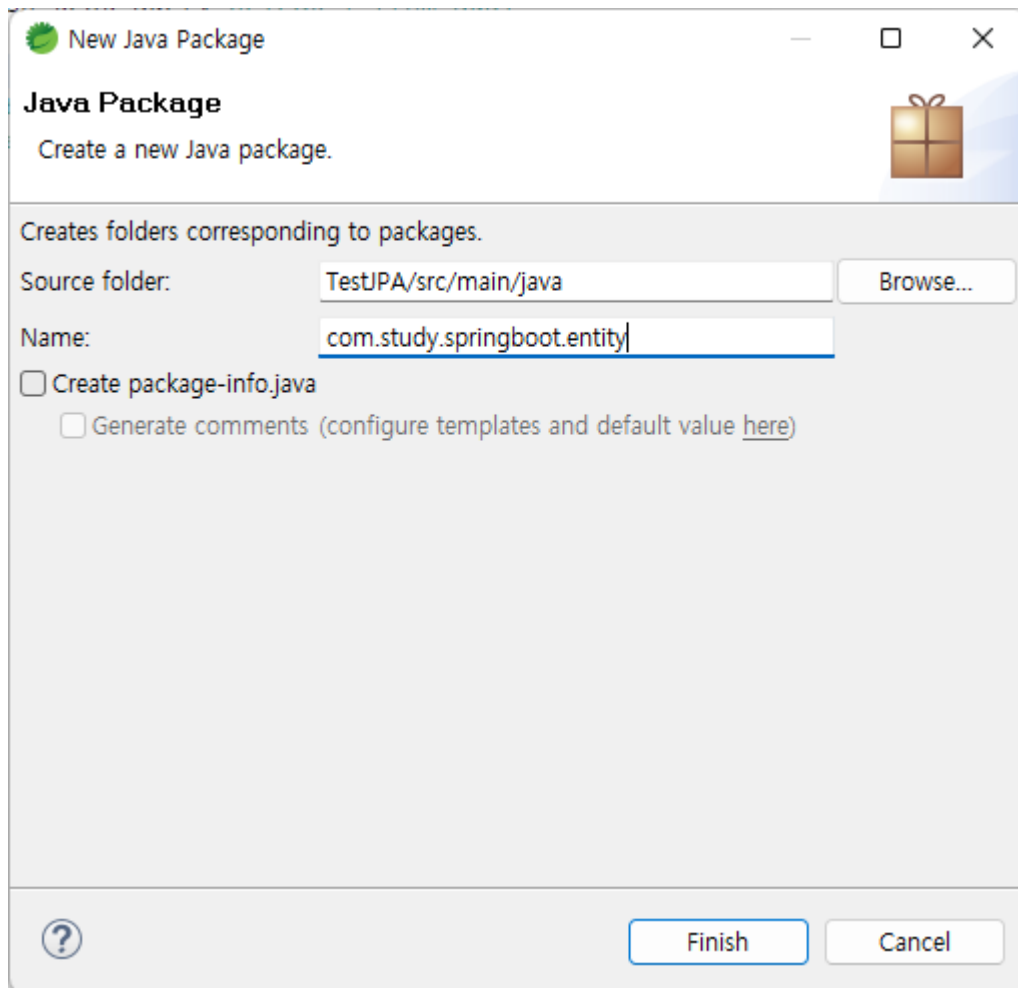 New Java Package
Java Package
Create a new Java package.
Creates folders corresponding to packages.
Source folder: TestJPA/src/main/java Browse...
Name: com.study.springboot.entity
Create package-info.java
Generate comments (configure templates and default value here)
? Finish Cancel